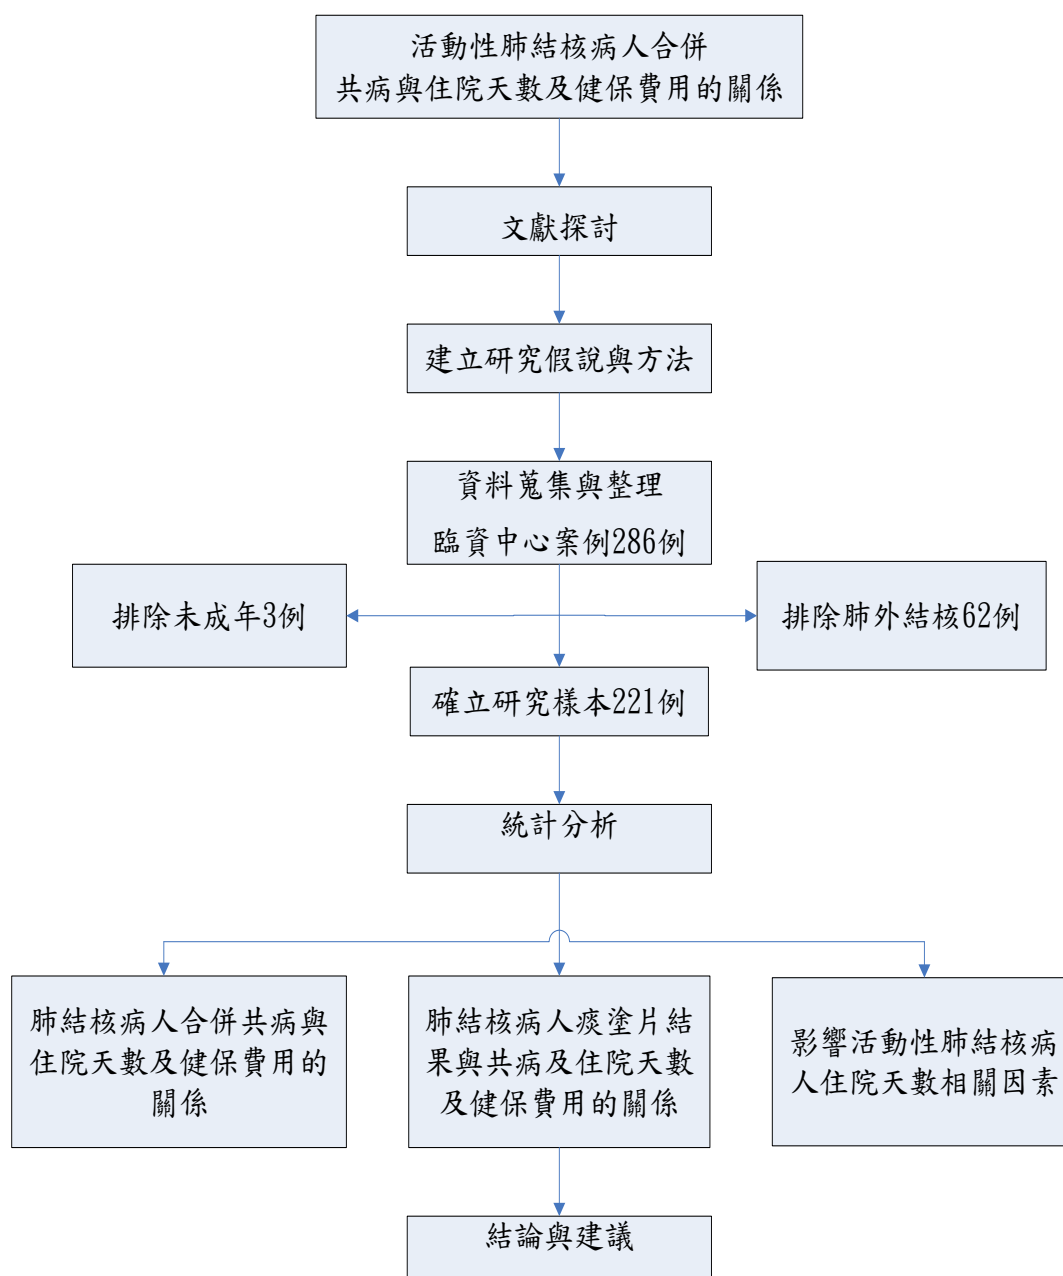 活動性肺結核病人合併
共病與住院天數及健保費用的關係
文獻探討
建立研究假說與方法
資料蒐集與整理
臨資中心案例286例
排除未成年3例
排除肺外結核62例
確立研究樣本221例
統計分析
肺結核病人合併共病與
住院天數及健保費用的
關係
肺結核病人痰塗片結
果與共病及住院天數
及健保費用的關係
影響活動性肺結核病
人住院天數相關因素
結論與建議